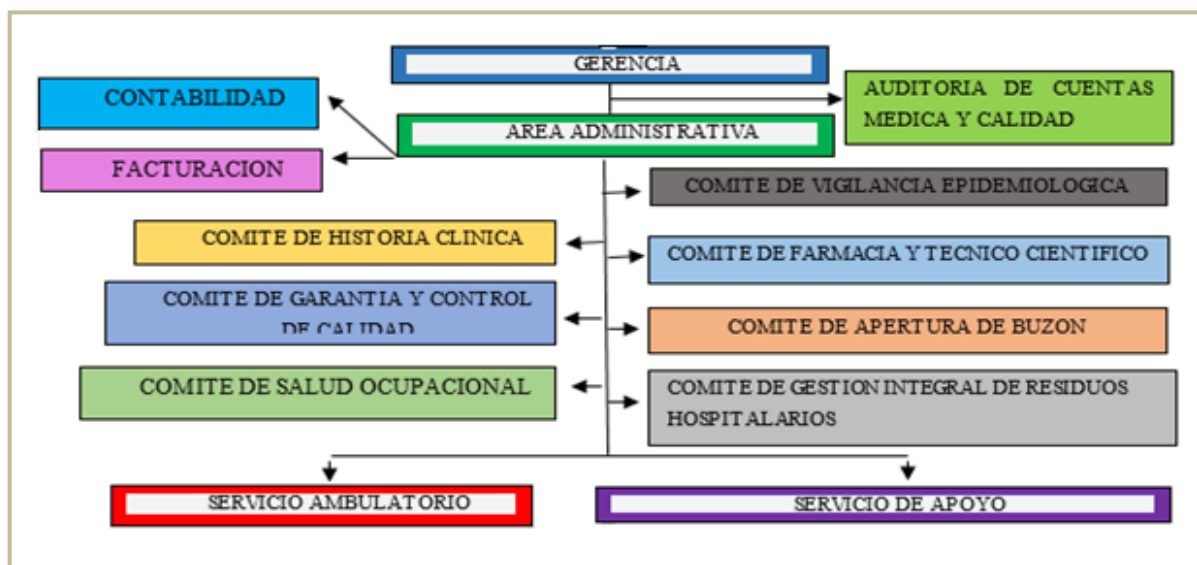 GERENCIA
CONTABILIDAD
AUDITORIA DE CUENTAS
MEDICA Y CALIDAD
AREA ADMINISTRATIVA
FACTURACION
COMITE DE VIGILANCIA EPIDEMIOLOGICA
COMITE DE HISTORIA CLINICA
COMITE DE FARMACIA Y TECNICO CIENTIFICO
COMITE DE GARANTIA Y CONTROL
DE CALIDAD
COMITE DE APERTURA DE BUZON
COMITE DE SALUD OCUPACIONAL
COMITE DE GESTION INTEGRAL DE RESIDUOS
HOSPITALARIOS
SERVICIO AMBULATORIO
SERVICIO DE APOYO